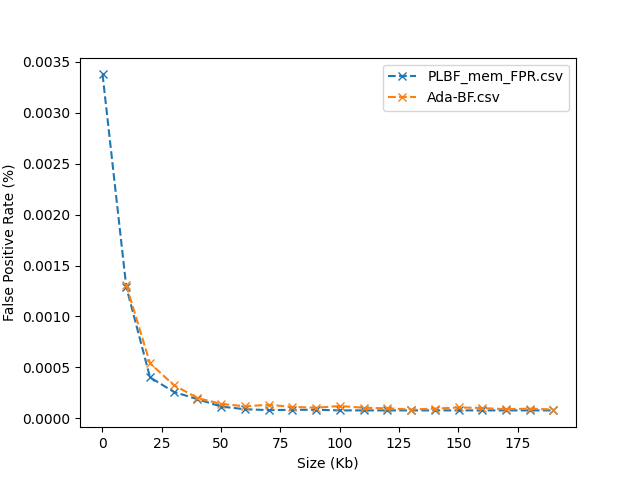 PLBF_mem_FPR.csv
Ada-BF.csv
False Positive Rate (%)
0.0035
0.0030
0.0025
0.0020
0.0015
0.0010
0.0005
0.0000
0 25 50 75 100 125 150 175
Size (Kb)